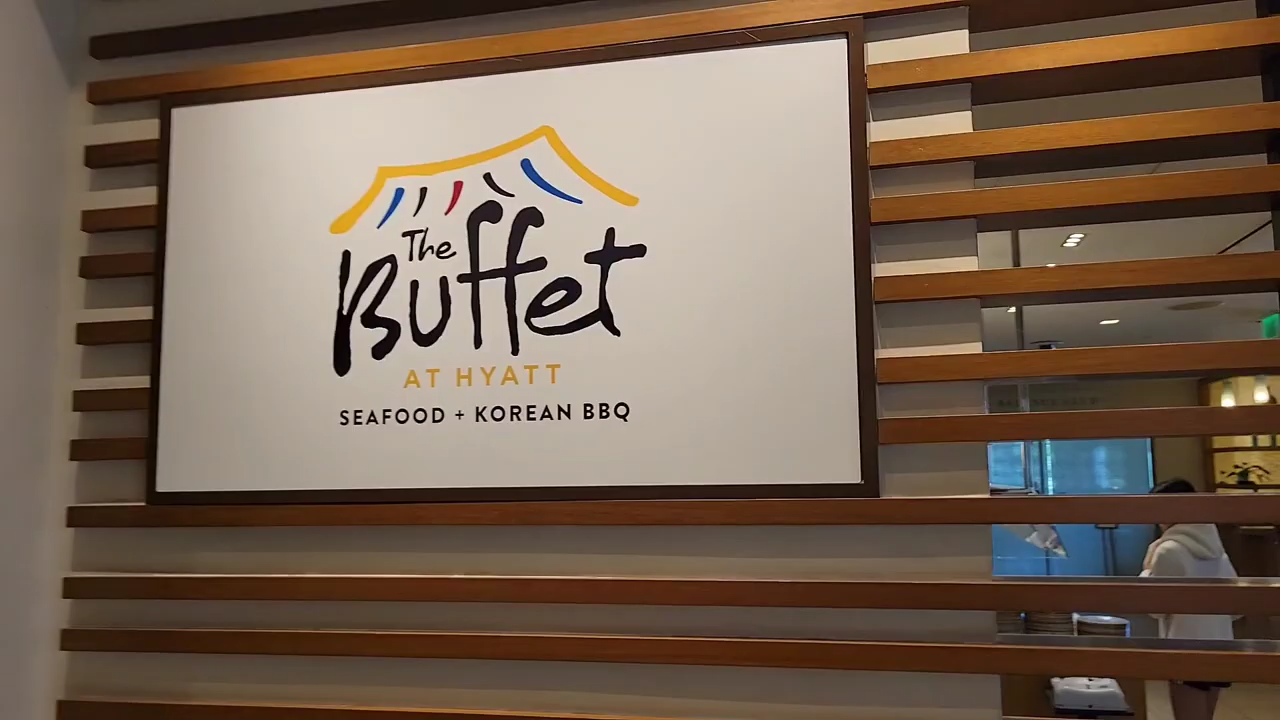 The
Buffet
AT HYATT
SEAFOOD + KOREAN BBQ